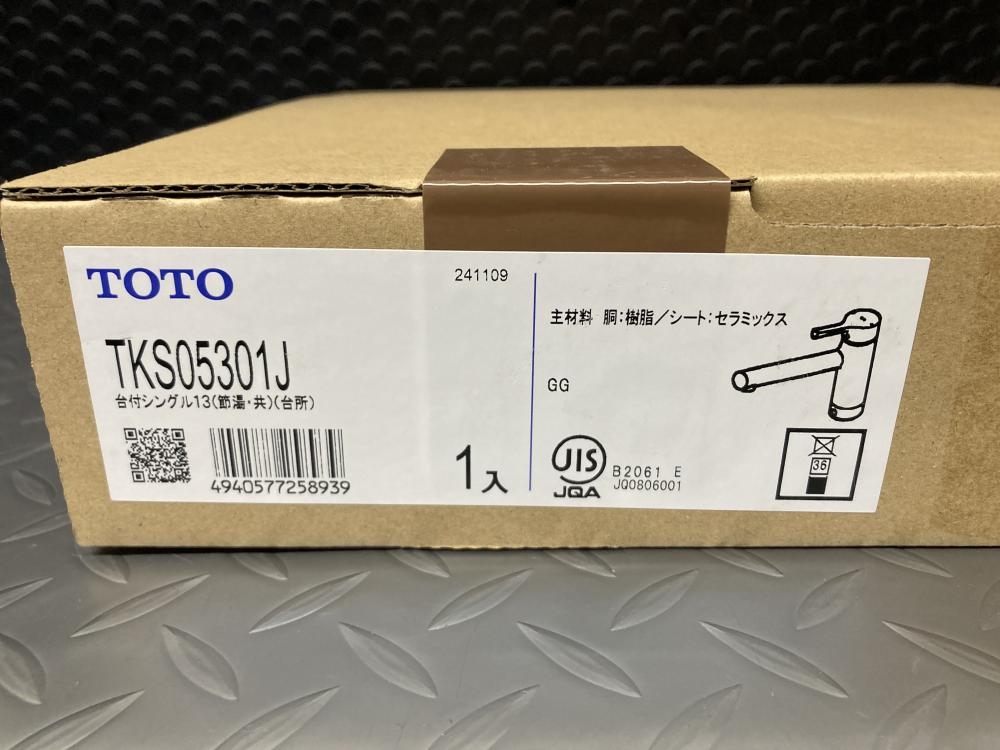 TOTO
241109
TKS05301J
台付シングル13(節湯・共)(台所)
4940577258939
1入
主材料 胴:樹脂/シート:セラミックス
GG
JIS
JQA
B2061 E
JQ0806001
36